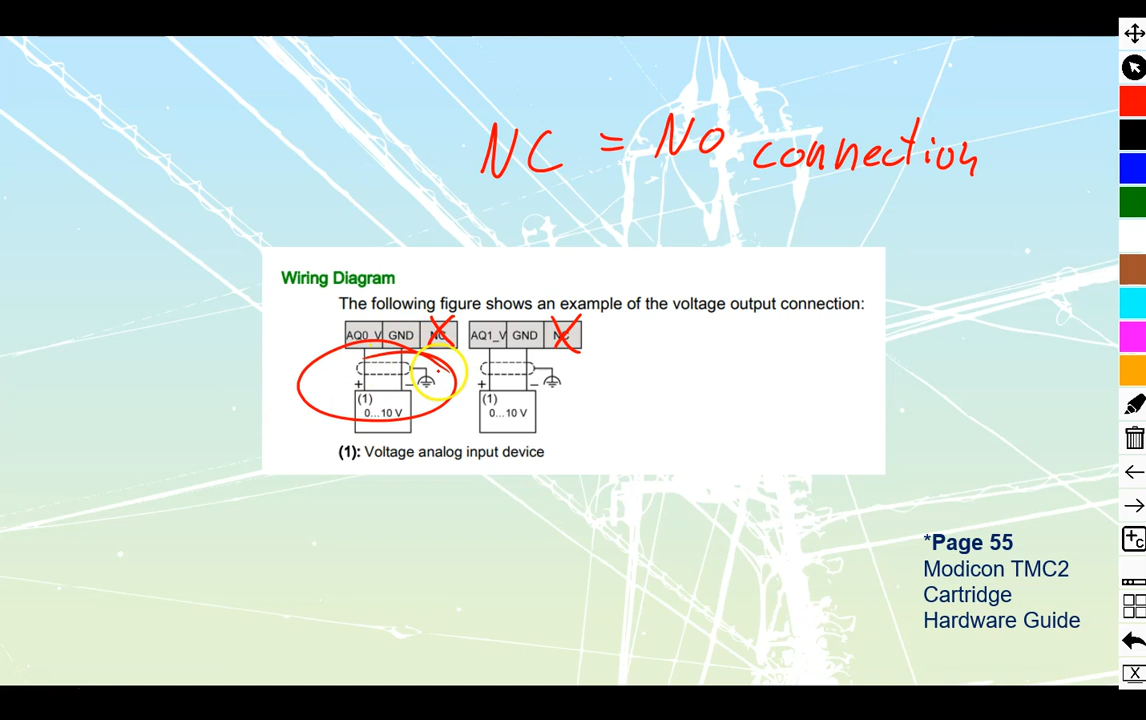 NC = No connection
Wiring Diagram
The following figure shows an example of the voltage output connection:
AQ0_V GND NC AQ1_V GND NC
+ − + −
(1) (1)
0...10 V 0...10 V
(1): Voltage analog input device
*Page 55
Modicon TMC2
Cartridge
Hardware Guide
+C
X